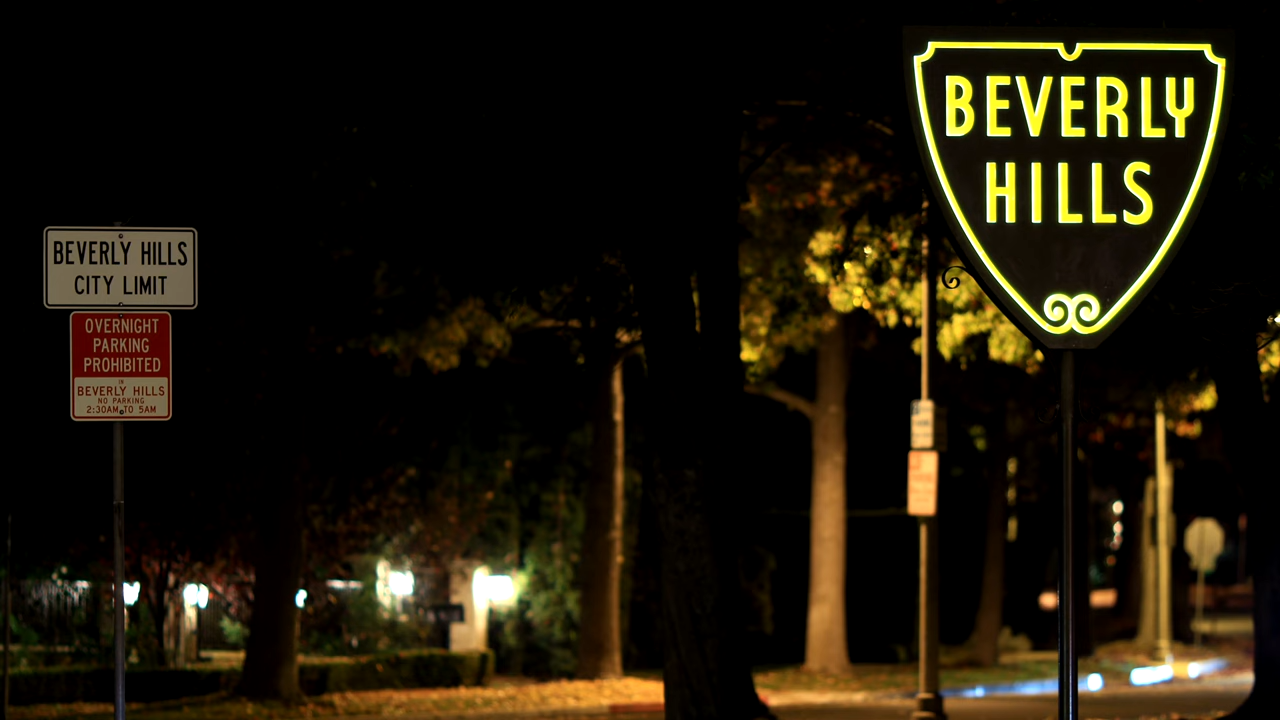 BEVERLY HILLS
CITY LIMIT
OVERNIGHT
PARKING
PROHIBITED
IN
BEVERLY HILLS
NO PARKING
2:30AM TO 5AM
BEVERLY
HILLS